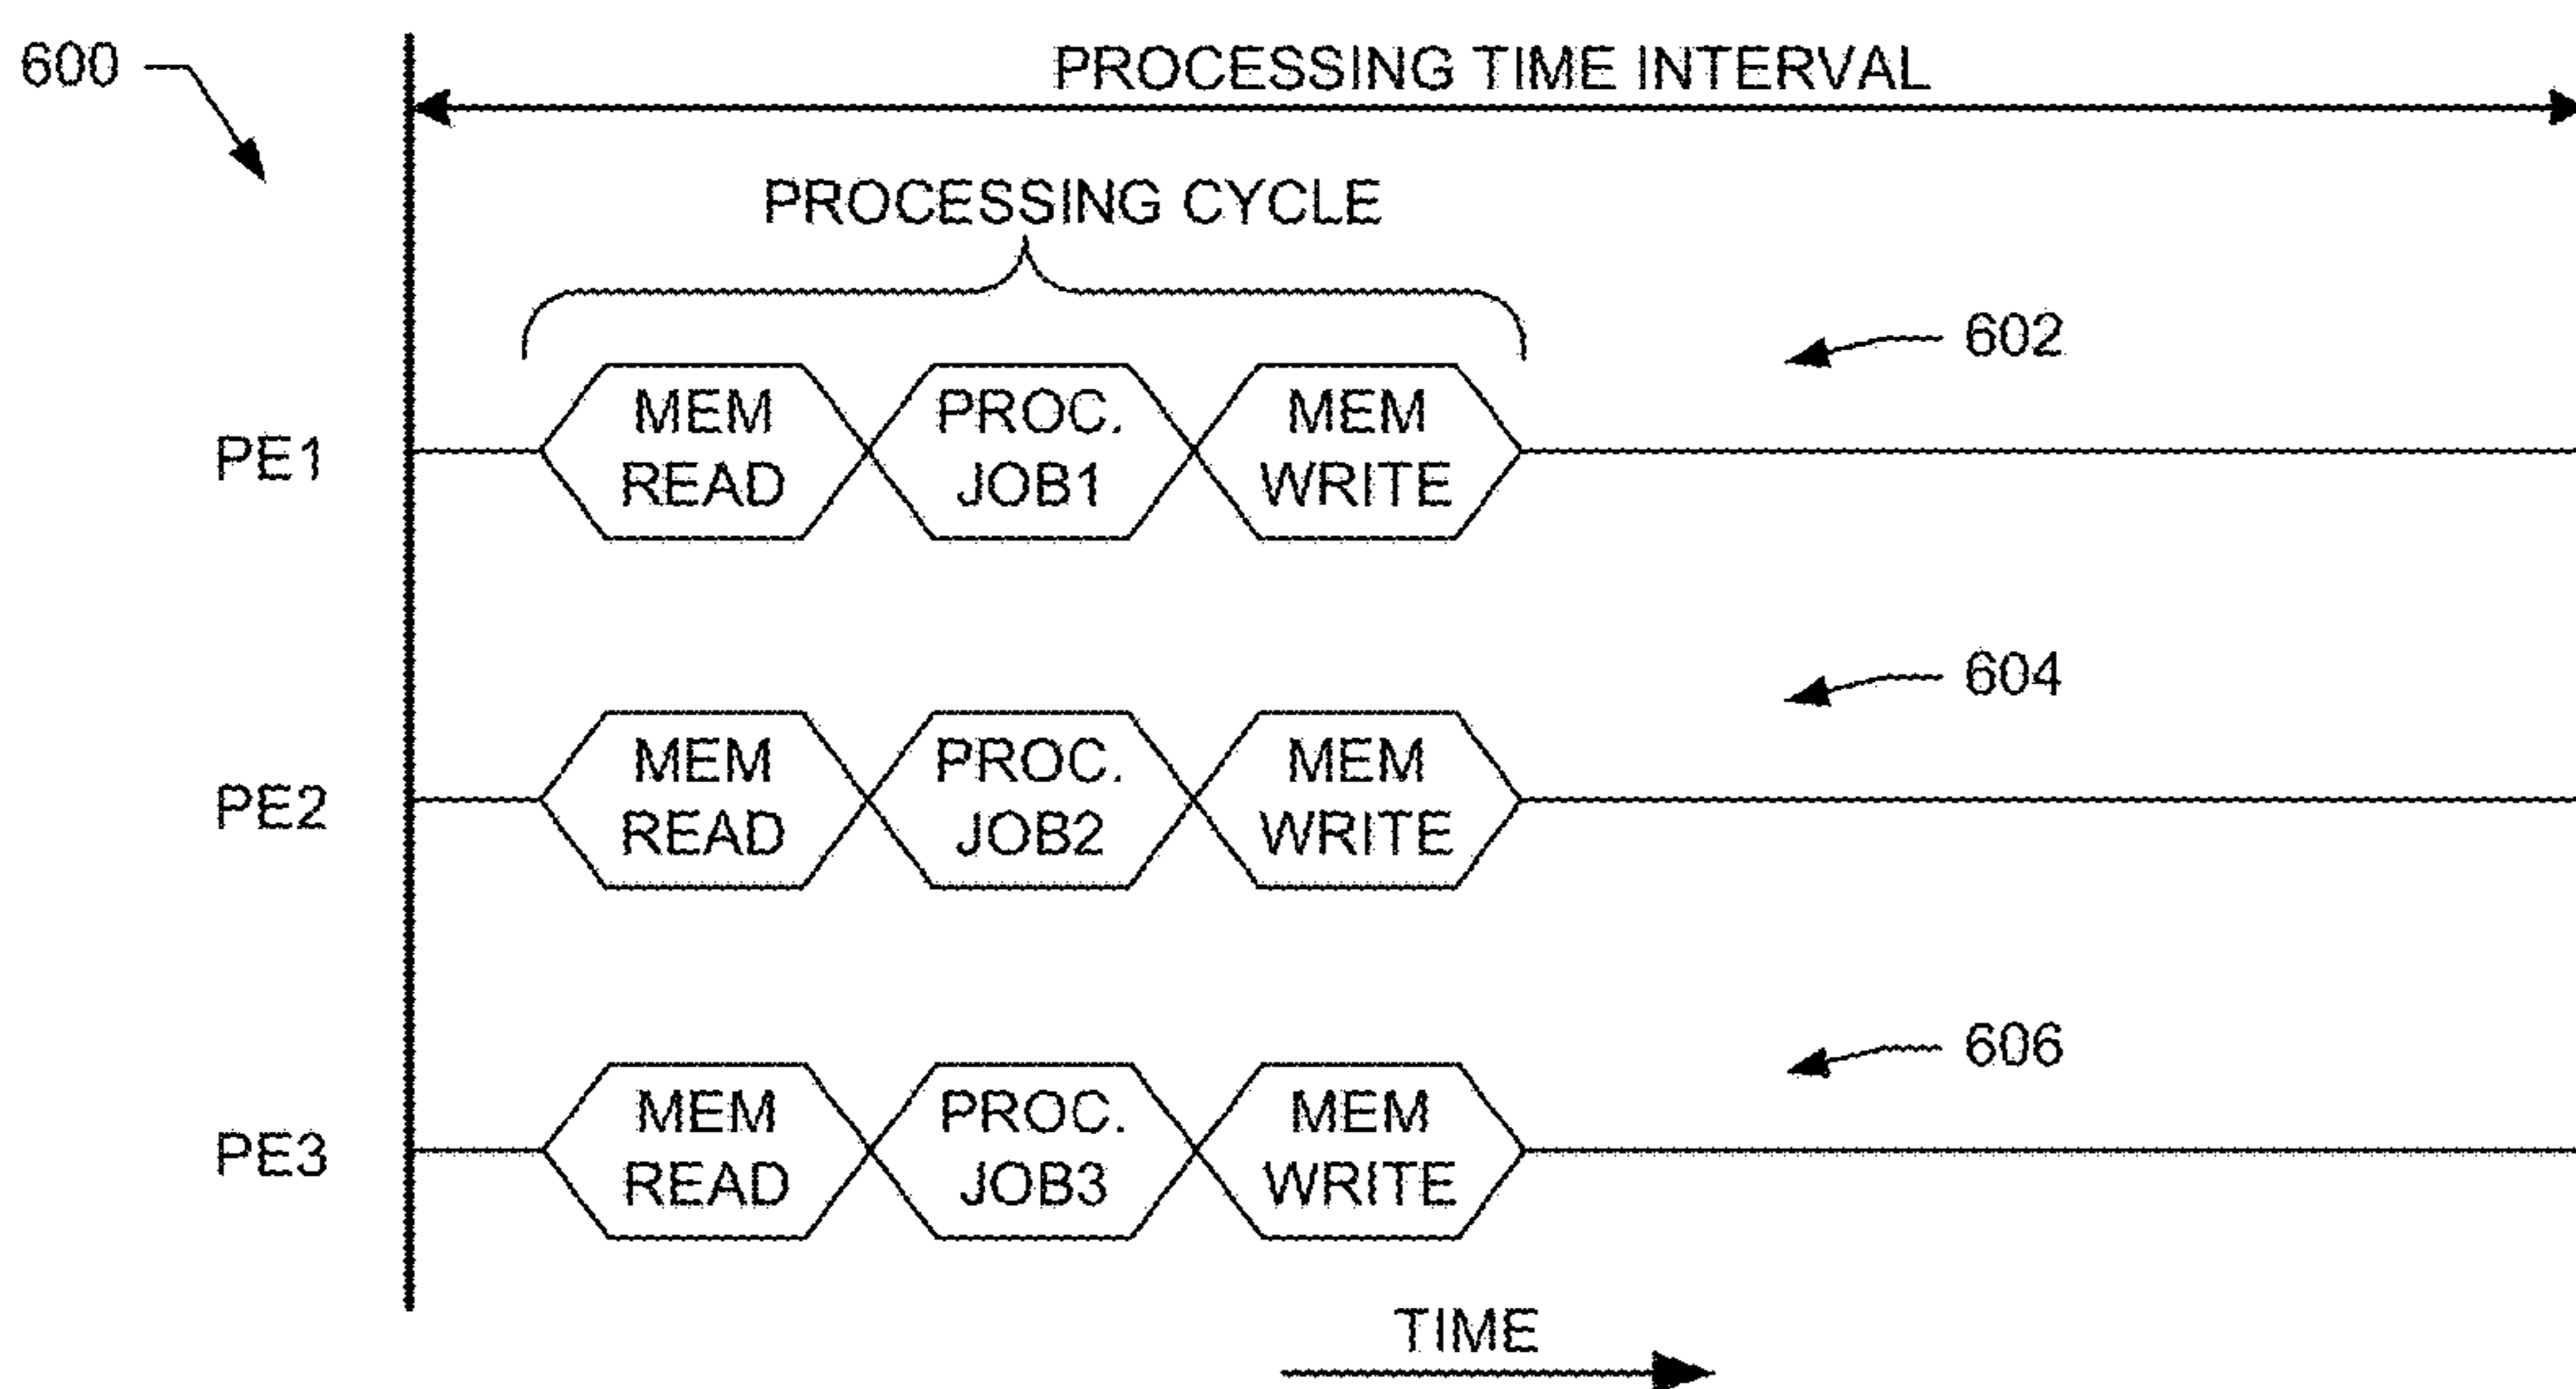 600
PROCESSING TIME INTERVAL
PROCESSING CYCLE
602
PE1
MEM READ
PROC. JOB1
MEM WRITE
604
PE2
MEM READ
PROC. JOB2
MEM WRITE
606
PE3
MEM READ
PROC. JOB3
MEM WRITE
TIME